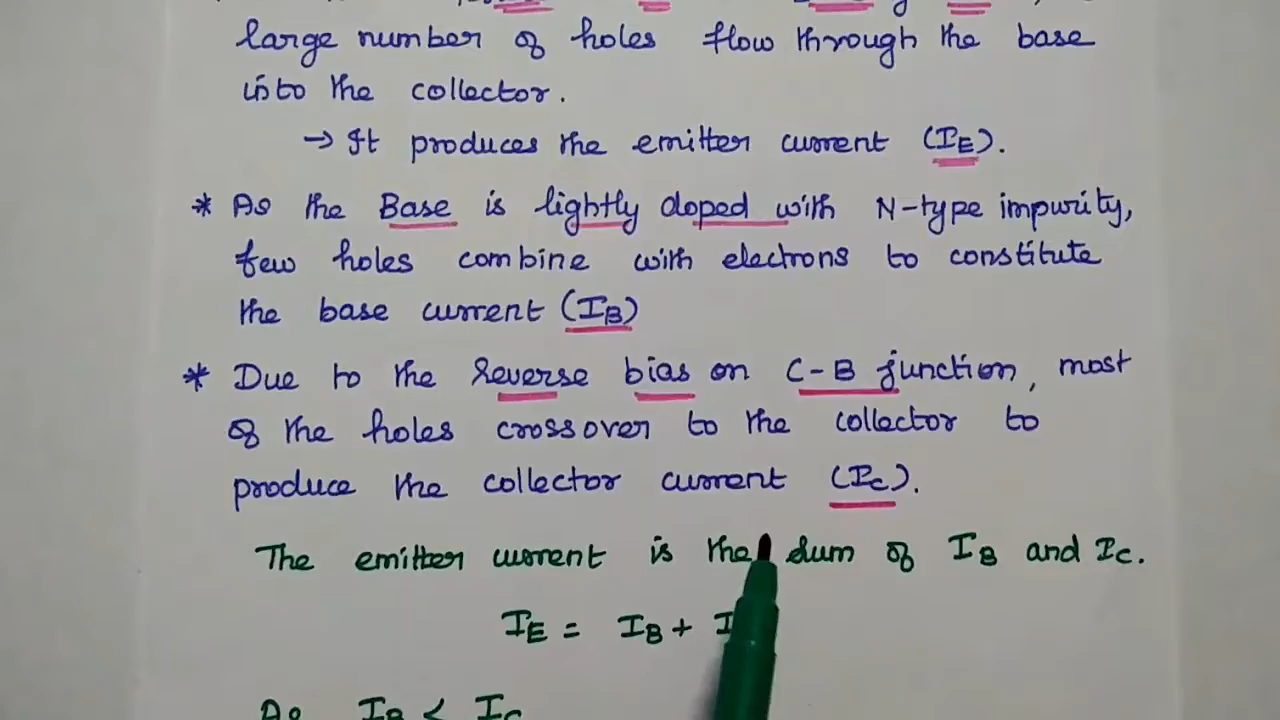 large number of holes flow through the base
into the collector.
→ It produces the emitter current (IE).
* As the Base is lightly doped with N-type impurity,
few holes combine with electrons to constitute
the base current (IB)
* Due to the reverse bias on C-B junction, most
of the holes crossover to the collector to
produce the collector current (Ic).
The emitter current is the sum of IB and Ic.
IE = IB + I
As IB < Ic